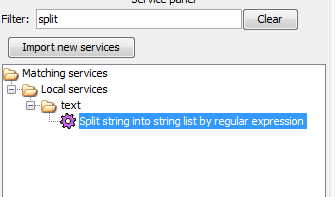 Service panel
Filter: split Clear
Import new services
Matching services
Local services
text
Split string into string list by regular expression